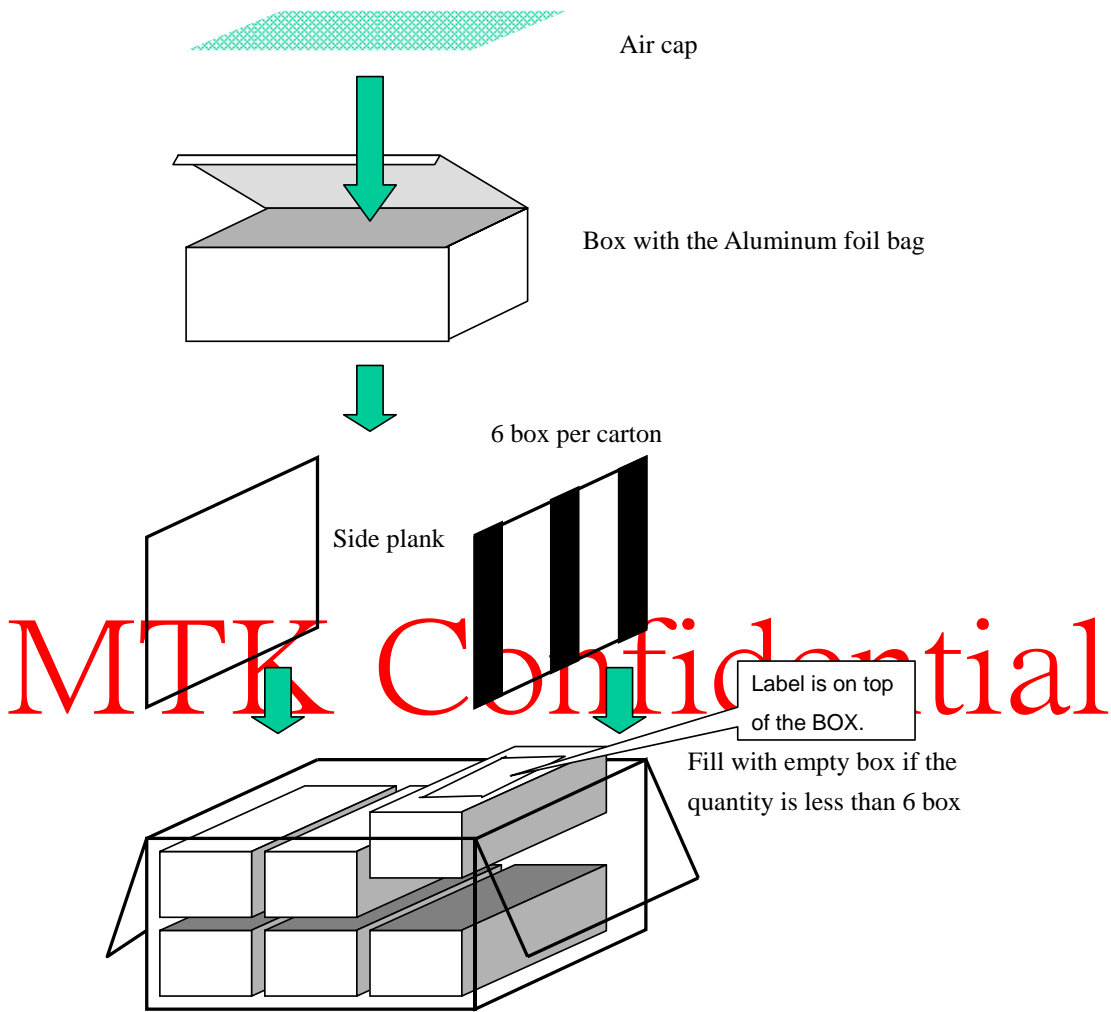 Air cap
Box with the Aluminum foil bag
6 box per carton
Side plank
MTK Confidential
Label is on top
of the BOX.
Fill with empty box if the
quantity is less than 6 box